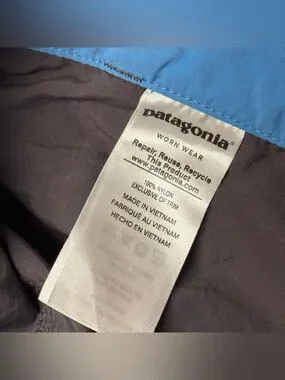 patagonia®
WORN WEAR
Repair, Reuse, Recycle
This Product
www.patagonia.com
100% NYLON
EXCLUSIVE OF TRIM
MADE IN VIETNAM
FABRIQUÉ AU VIETNAM
HECHO EN VIETNAM